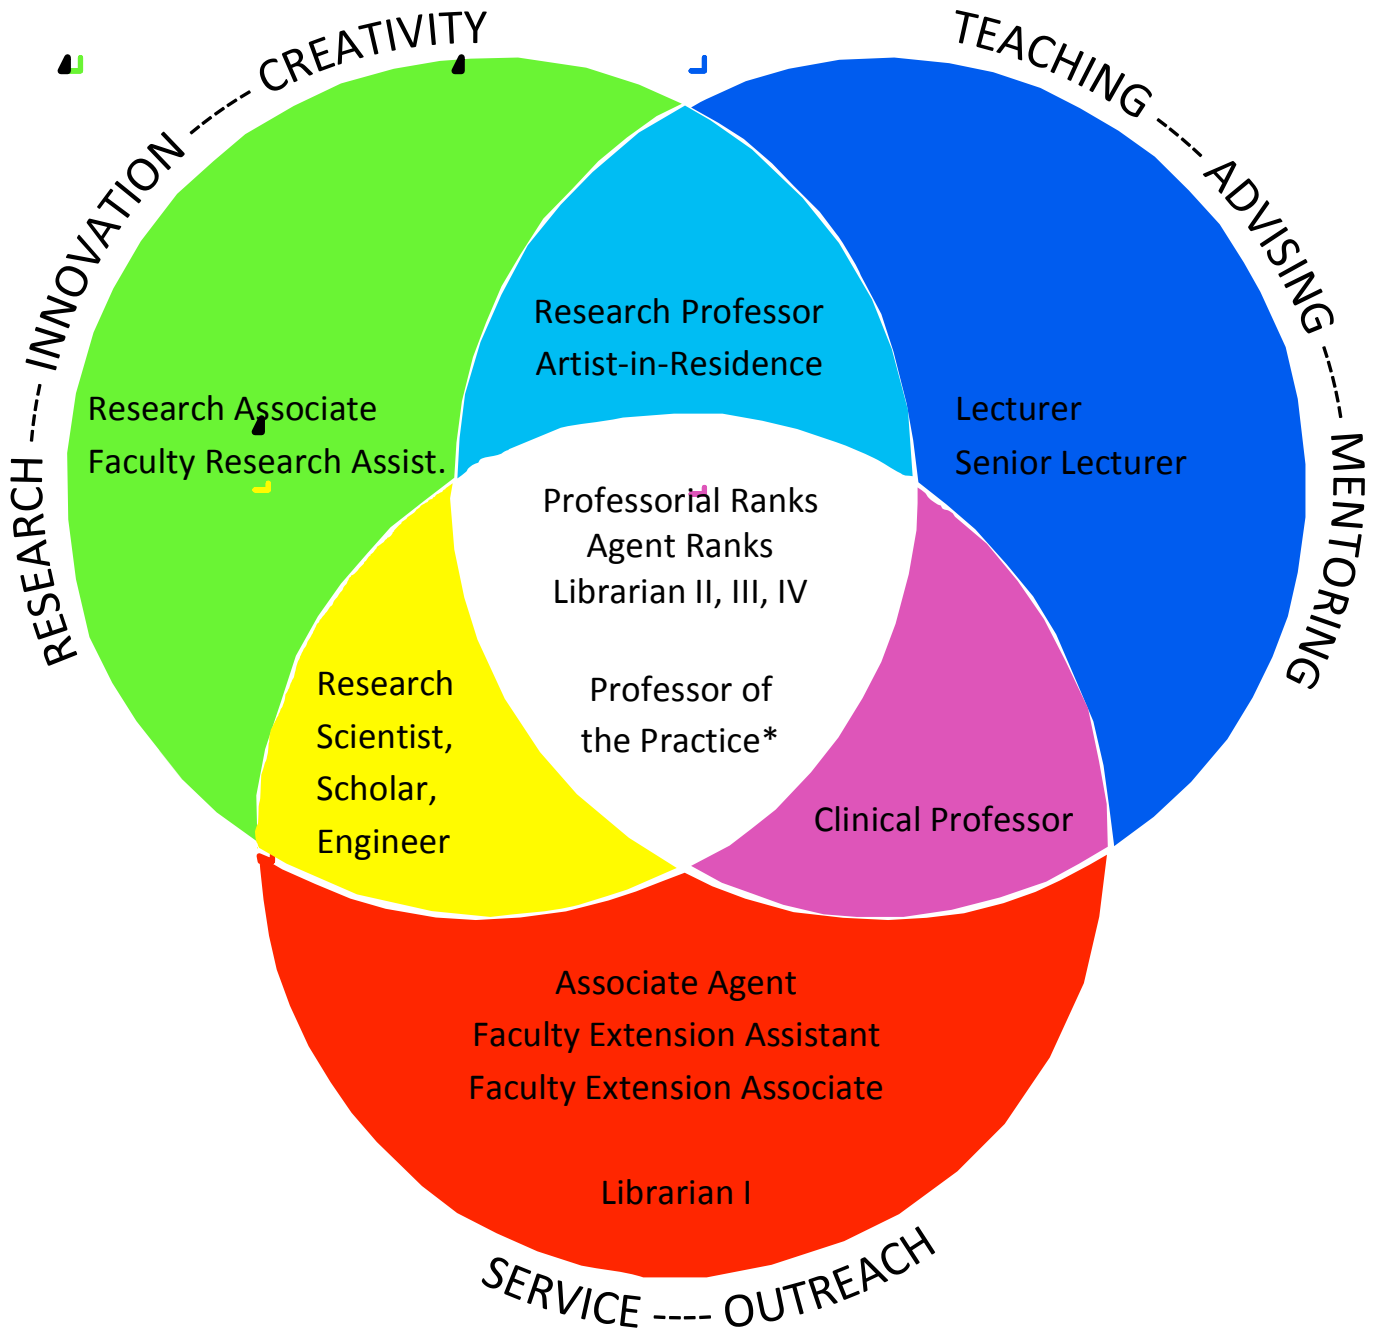 RESEARCH ---- INNOVATION ------ CREATIVITY
TEACHING ---- ADVISING ----- MENTORING
Research Professor
Artist-in-Residence
Research Associate
Faculty Research Assist.
Lecturer
Senior Lecturer
Professorial Ranks
Agent Ranks
Librarian II, III, IV
Professor of
the Practice*
Research
Scientist,
Scholar,
Engineer
Clinical Professor
Associate Agent
Faculty Extension Assistant
Faculty Extension Associate
Librarian I
SERVICE ---- OUTREACH